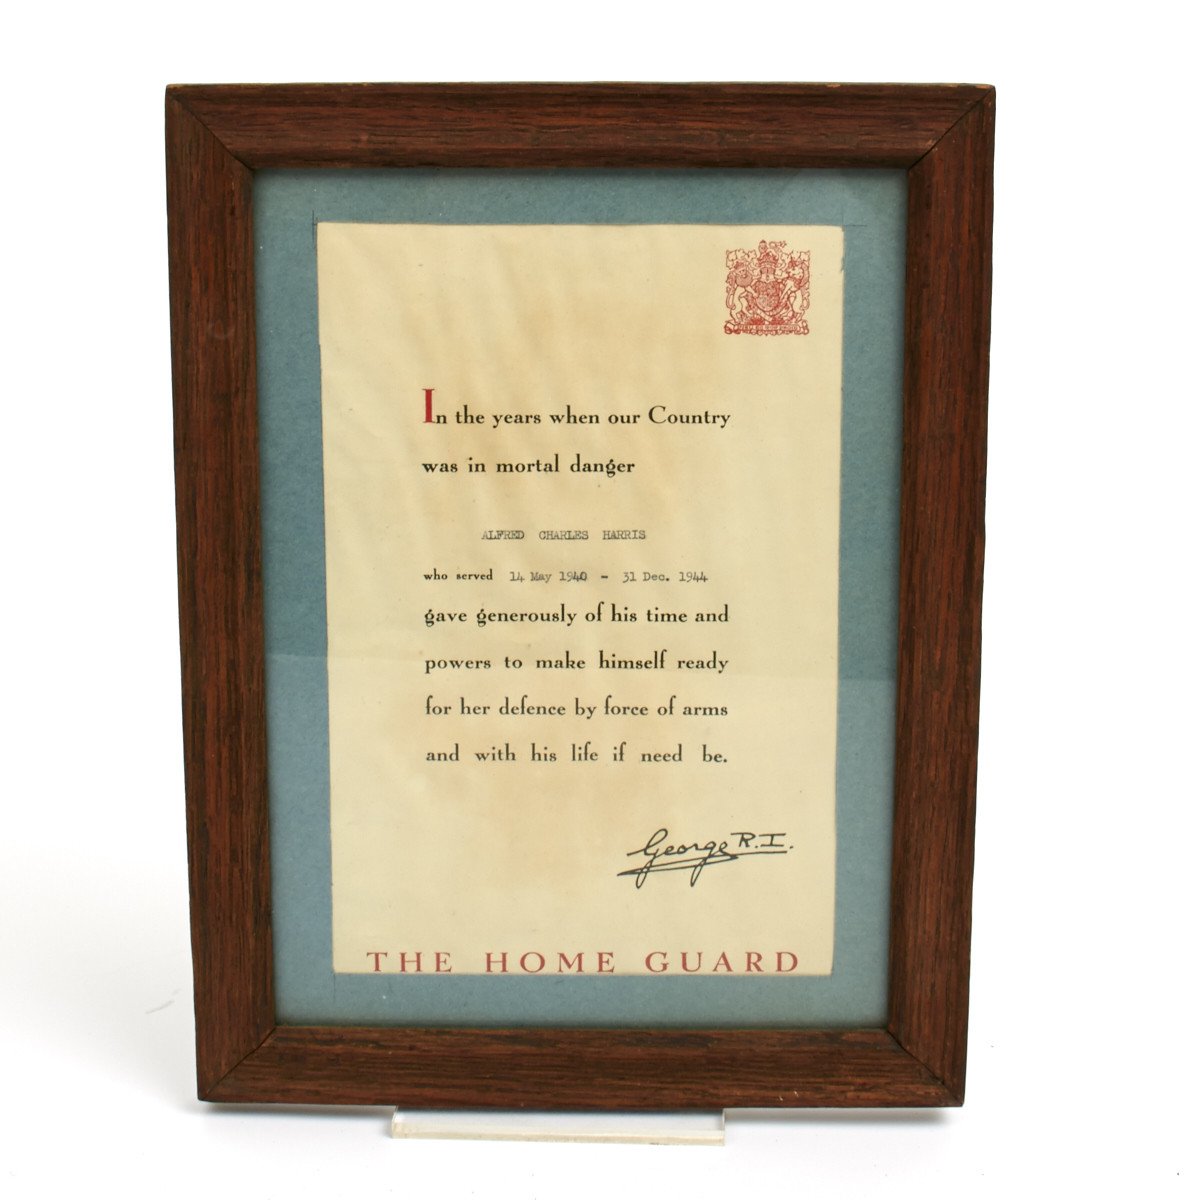 In the years when our Country
was in mortal danger
ALFRED CHARLES HARRIS
who served 14 May 1940 - 31 Dec. 1944
gave generously of his time and
powers to make himself ready
for her defence by force of arms
and with his life if need be.
George R.I.
THE HOME GUARD